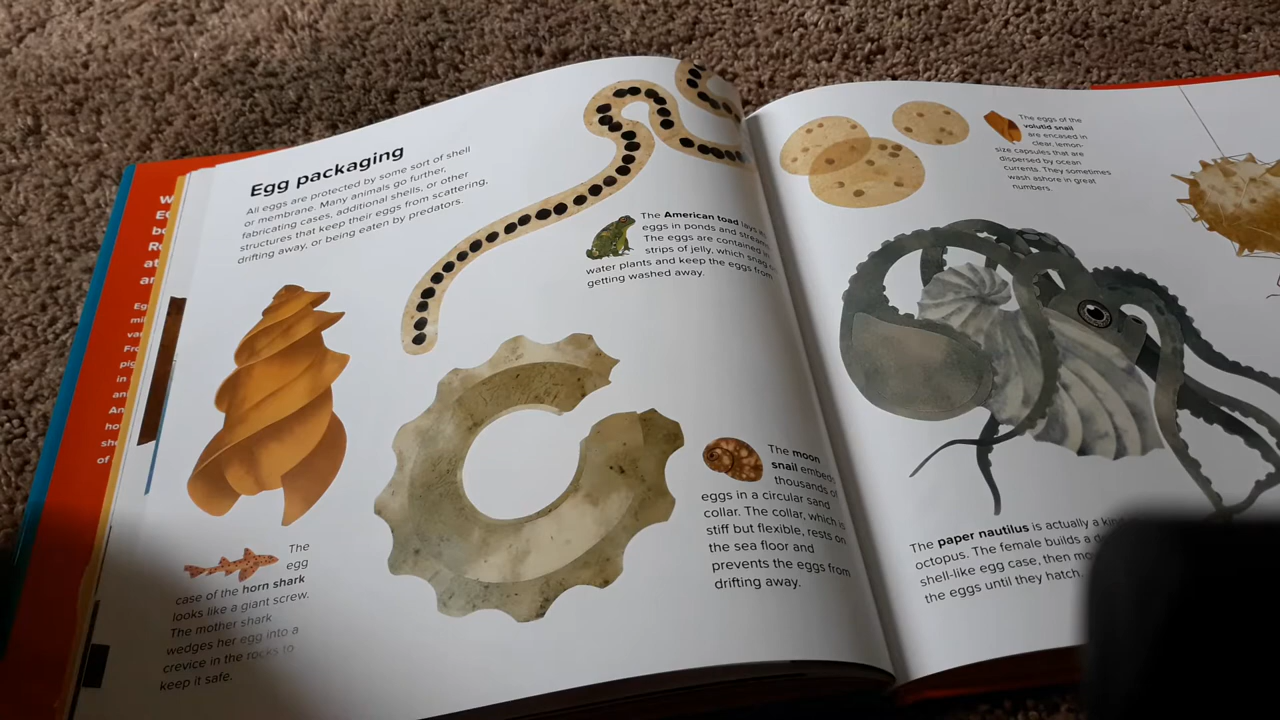 Egg packaging
All eggs are protected by some sort of shell
or membrane. Many animals go further,
fabricating cases, additional shells, or other
structures that keep their eggs from scattering,
drifting away, or being eaten by predators.
The American toad lays its
eggs in ponds and streams.
The eggs are contained in
strips of jelly, which snag on
water plants and keep the eggs from
getting washed away.
The
egg
case of the horn shark
looks like a giant screw.
The mother shark
wedges her egg into a
crevice in the rocks to
keep it safe.
The moon
snail embeds
thousands of
eggs in a circular sand
collar. The collar, which is
stiff but flexible, rests on
the sea floor and
prevents the eggs from
drifting away.
The eggs of the
volutid snail
are encased in
clear, lemon-
size capsules that are
dispersed by ocean
currents. They sometimes
wash ashore in great
numbers.
The paper nautilus is actually a kind
octopus. The female builds a
shell-like egg case, then
the eggs until they hatch.